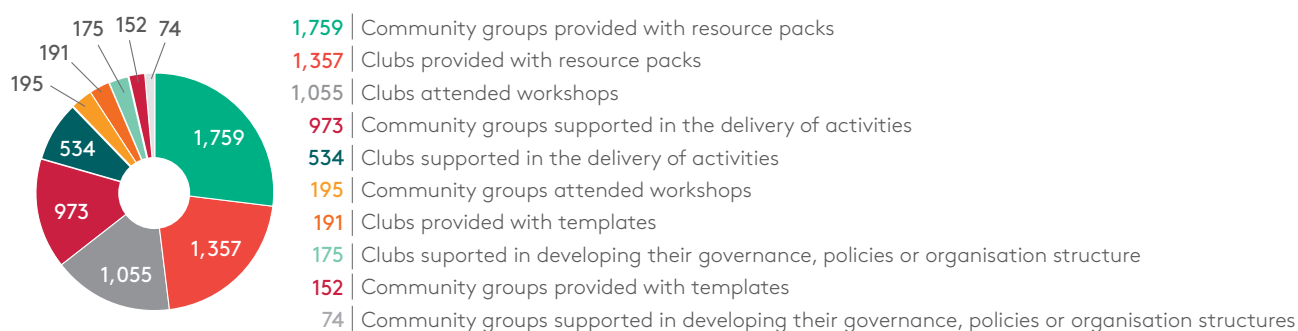 175 152 74
191
195
534
973
1,055
1,357
1,759
1,759 Community groups provided with resource packs
1,357 Clubs provided with resource packs
1,055 Clubs attended workshops
973 Community groups supported in the delivery of activities
534 Clubs supported in the delivery of activities
195 Community groups attended workshops
191 Clubs provided with templates
175 Clubs suported in developing their governance, policies or organisation structure
152 Community groups provided with templates
74 Community groups supported in developing their governance, policies or organisation structures